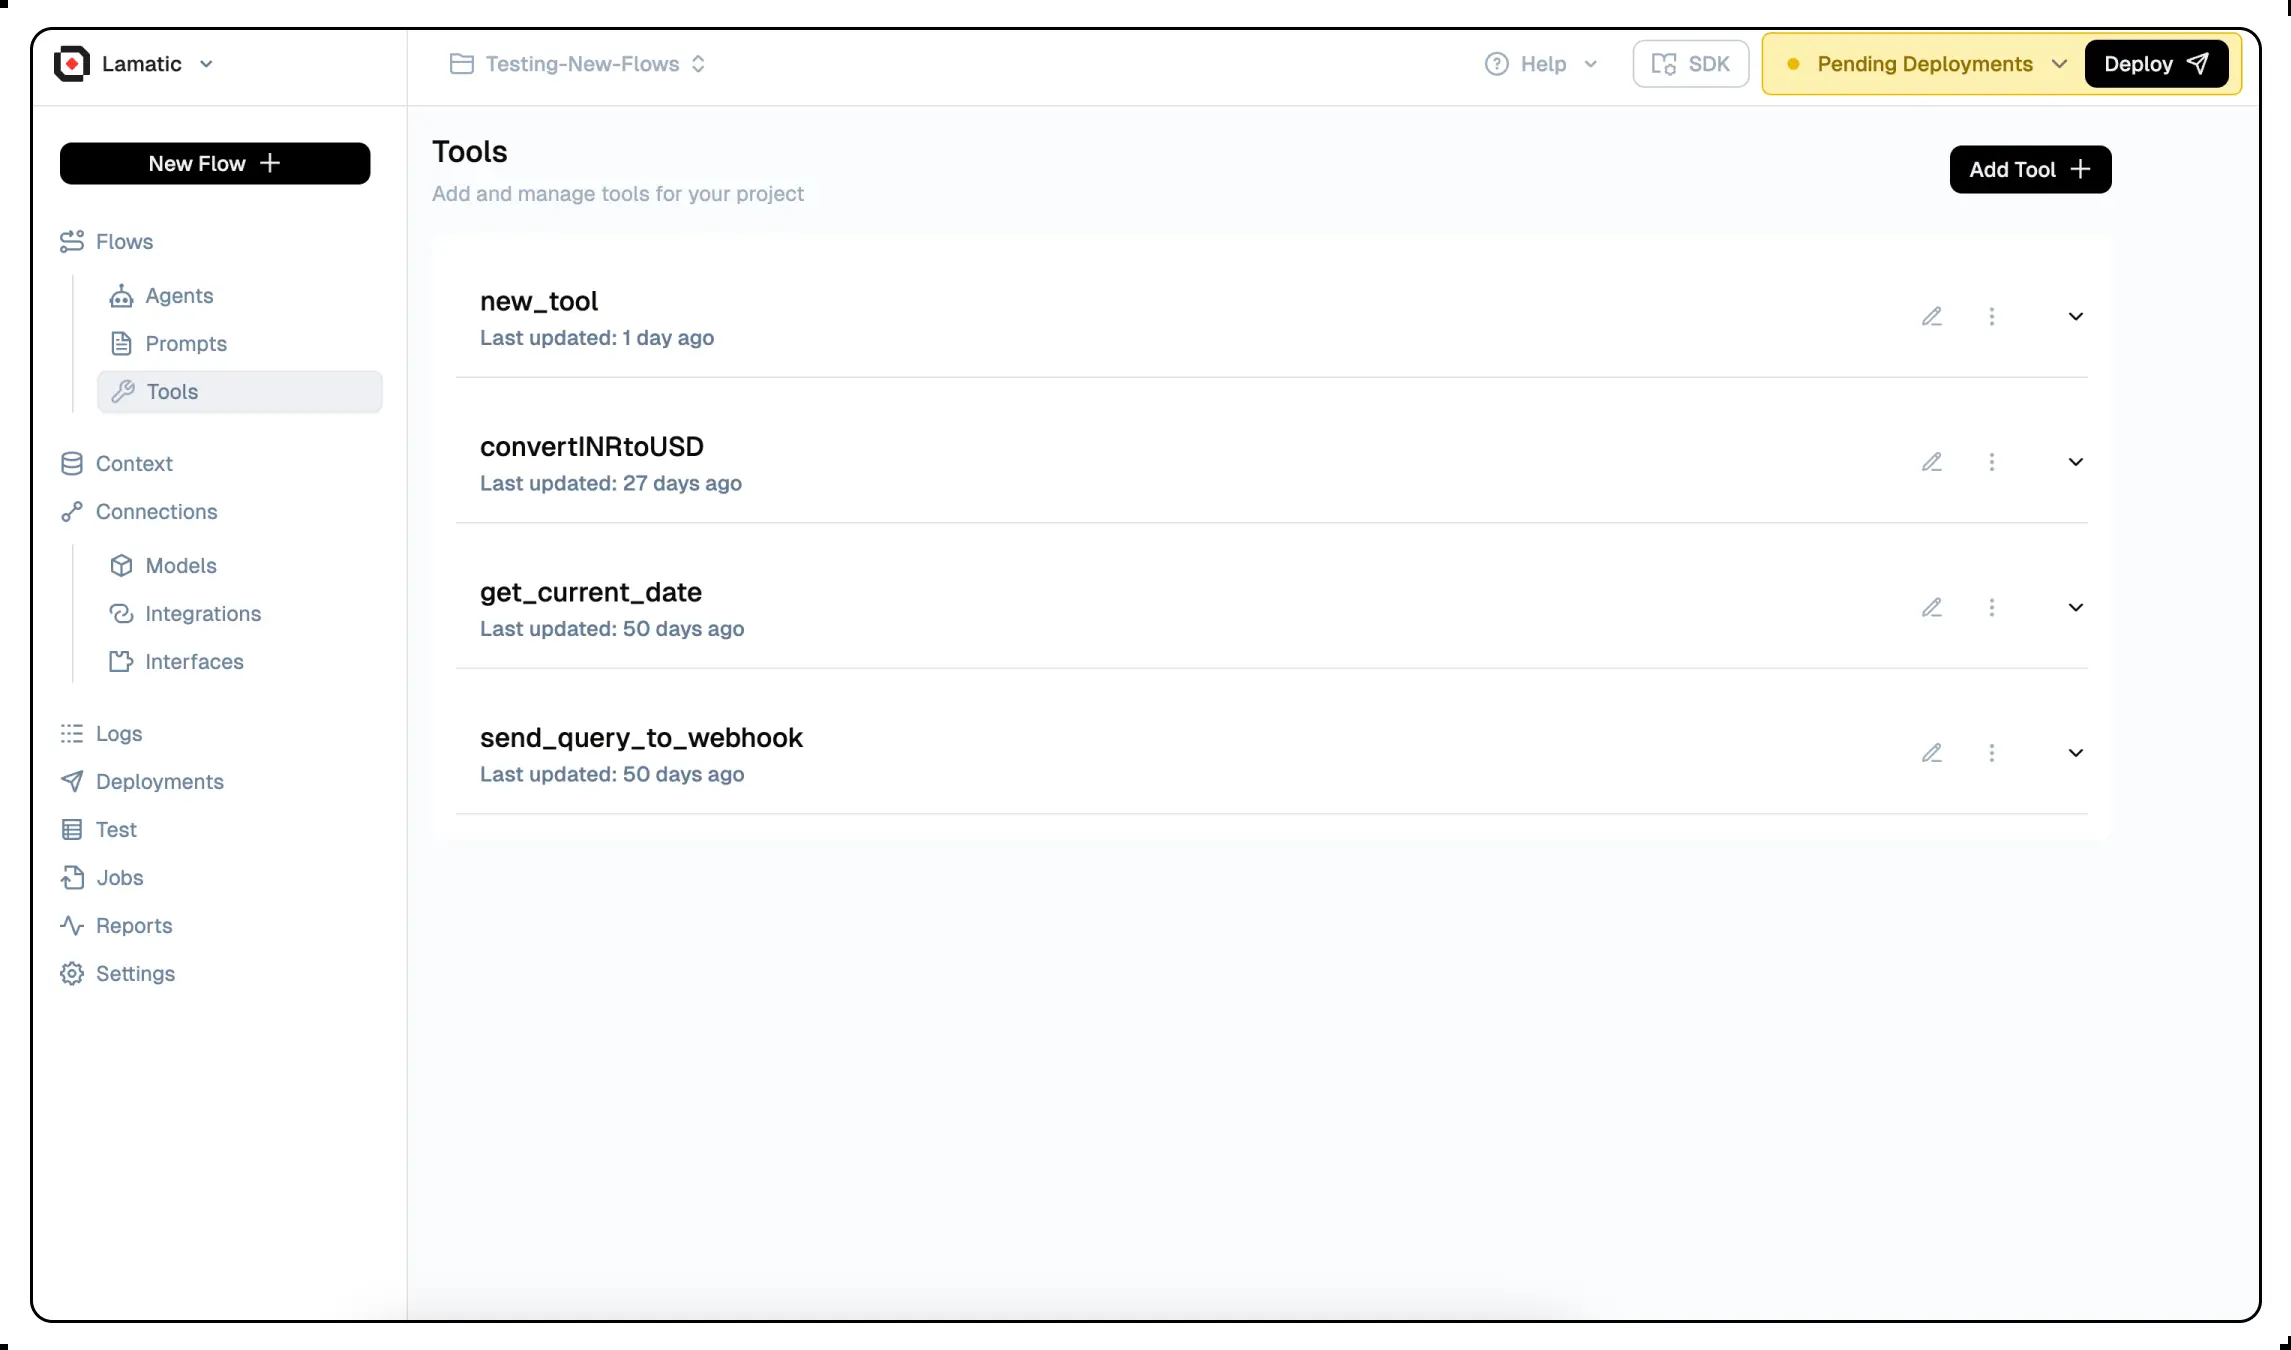 Lamatic
Testing-New-Flows
Help
SDK
Pending Deployments
Deploy
New Flow
Flows
Agents
Prompts
Tools
Context
Connections
Models
Integrations
Interfaces
Logs
Deployments
Test
Jobs
Reports
Settings
Tools
Add and manage tools for your project
Add Tool
new_tool
Last updated: 1 day ago
convertINRtoUSD
Last updated: 27 days ago
get_current_date
Last updated: 50 days ago
send_query_to_webhook
Last updated: 50 days ago